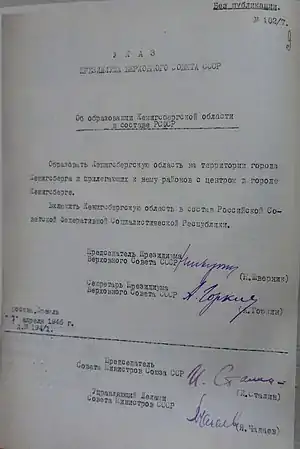 Без публикации.
№ 102/7.
У К А З
ПРЕЗИДИУМА ВЕРХОВНОГО СОВЕТА СССР
Об образовании Кенигсбергской области
в составе РСФСР
Образовать Кенигсбергскую область на территории города
Кенигсберга и прилегающих к нему районов с центром в городе
Кенигсберге.
Включить Кенигсбергскую область в состав Российской Со-
ветской Федеративной Социалистической Республики.
Председатель Президиума
Верховного Совета СССР
(Н.Шверник)
Секретарь Президиума
Верховного Совета СССР
А. Горкин
(А.Горкин)
Москва, Кремль
"7" апреля 1946 г.
Председатель
Совета Министров Союза ССР
И. Сталин
(И.Сталин)
Управляющий Делами
Совета Министров СССР
(Я.Чадаев)